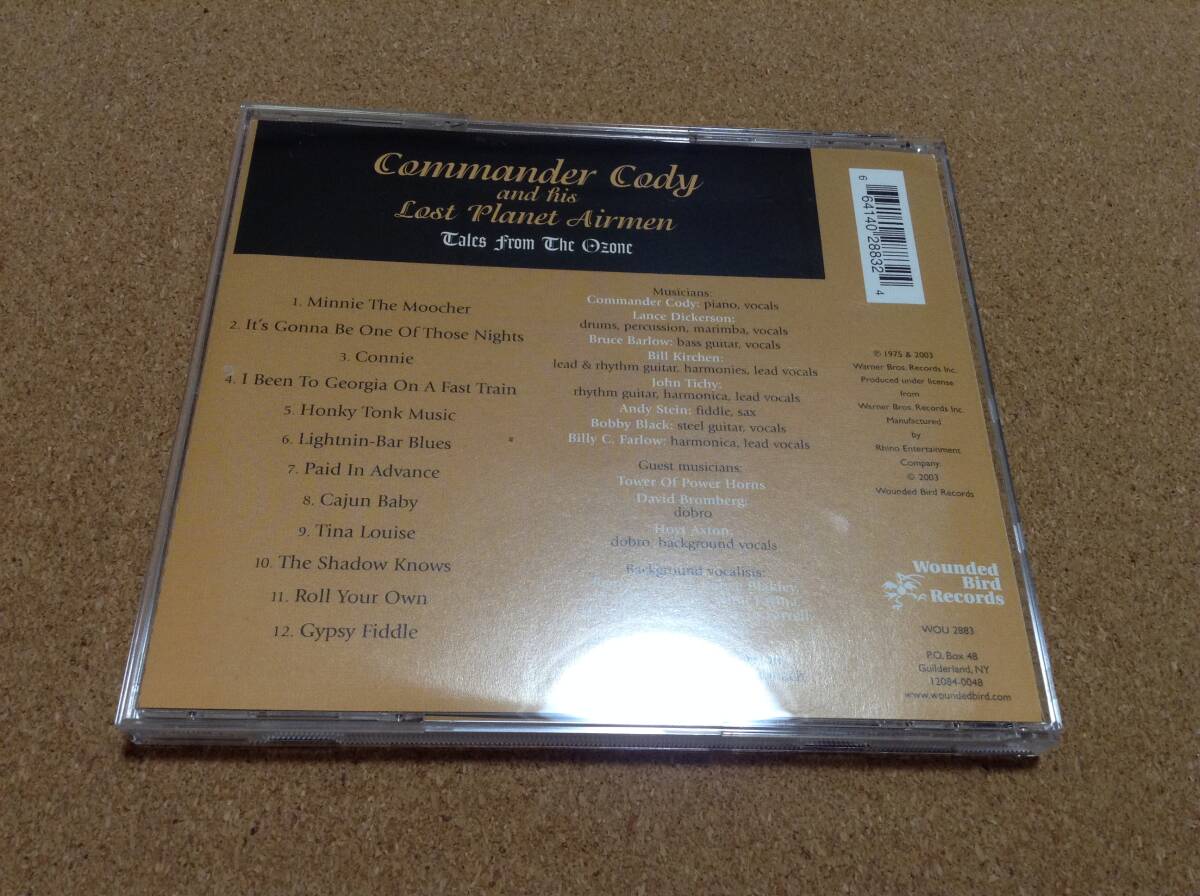 Commander Cody
and his
Lost Planet Airmen
Tales From The Ozone
1. Minnie The Moocher
2. It's Gonna Be One Of Those Nights
3. Connie
4. I Been To Georgia On A Fast Train
5. Honky Tonk Music
6. Lightnin-Bar Blues
7. Paid In Advance
8. Cajun Baby
9. Tina Louise
10. The Shadow Knows
11. Roll Your Own
12. Gypsy Fiddle
Musicians:
Commander Cody: piano, vocals
Lance Dickerson:
drums, percussion, marimba, vocals
Bruce Barlow: bass guitar, vocals
Bill Kirchen:
lead & rhythm guitar, harmonies, lead vocals
John Tichy:
rhythm guitar, harmonica, lead vocals
Andy Stein: fiddle, sax
Bobby Black: steel guitar, vocals
Billy C. Farlow: harmonica, lead vocals
Guest musicians:
Tower Of Power Horns
David Bromberg:
dobro
Hoyt Axton:
dobro, background vocals
Background vocalists:
Blakley,
6 64140 28832 4
℗ 1975 & 2003
Warner Bros. Records Inc.
Produced under license
from
Warner Bros. Records Inc.
Manufactured
by
Rhino Entertainment
Company.
© 2003
Wounded Bird Records
Wounded
Bird
Records
WOU 2883
P.O. Box 48
Guilderland, NY
12084-0048
www.woundedbird.com